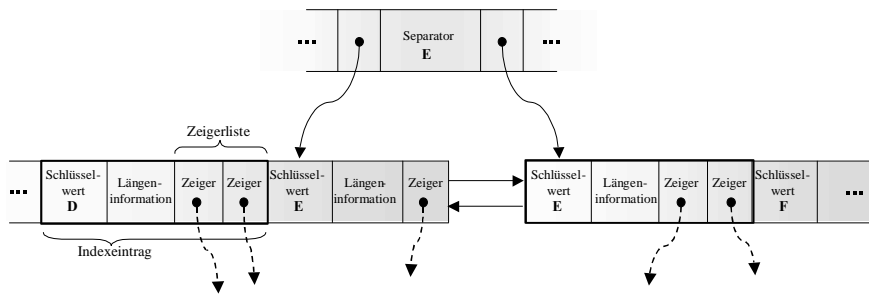 ... Separator ...
E
Zeigerliste
... Schlüssel-
wert
D
Längen-
information
Zeiger
Zeiger
Schlüssel-
wert
E
Längen-
information
Zeiger
Schlüssel-
wert
E
Längen-
information
Zeiger
Zeiger
Schlüssel-
wert
F
...
Indexeintrag